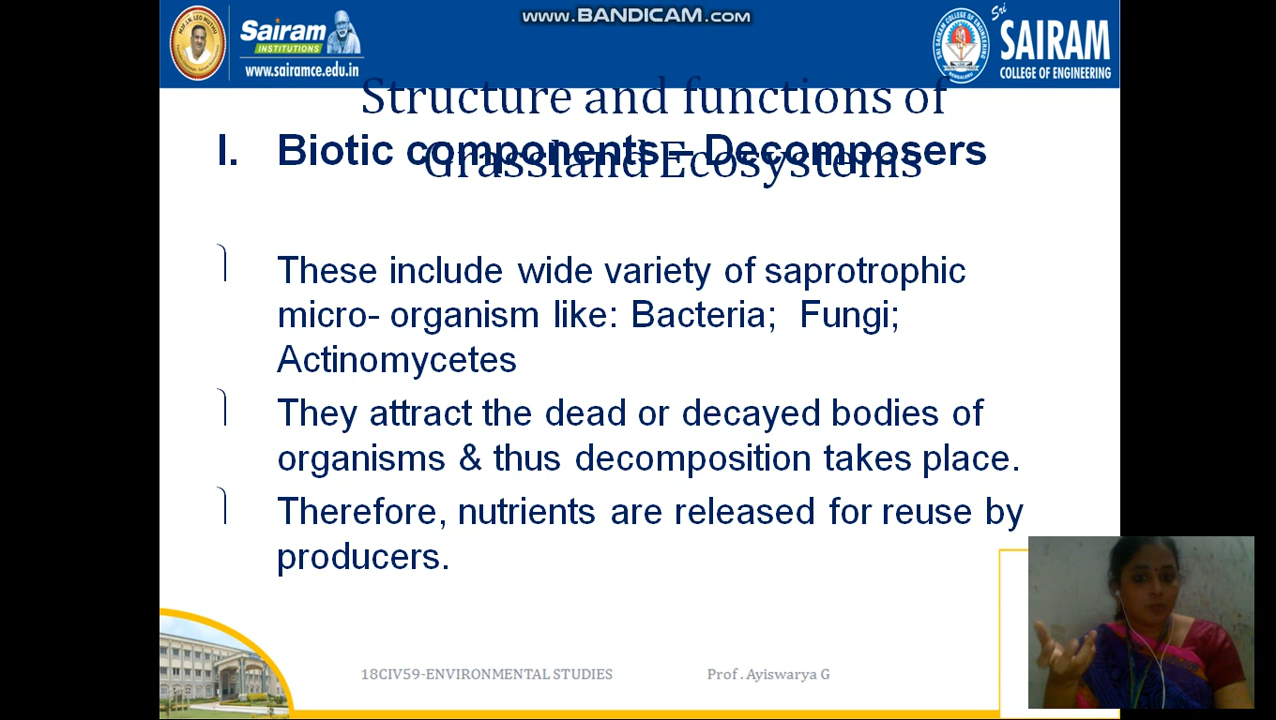 www.BANDICAM.com
Sairam
INSTITUTIONS
www.sairamce.edu.in
Sri
SAIRAM
COLLEGE OF ENGINEERING
Structure and functions of
Grassland Ecosystems
I. Biotic components – Decomposers
These include wide variety of saprotrophic
micro- organism like: Bacteria; Fungi;
Actinomycetes
They attract the dead or decayed bodies of
organisms & thus decomposition takes place.
Therefore, nutrients are released for reuse by
producers.
18CIV59-ENVIRONMENTAL STUDIES Prof . Ayiswarya G